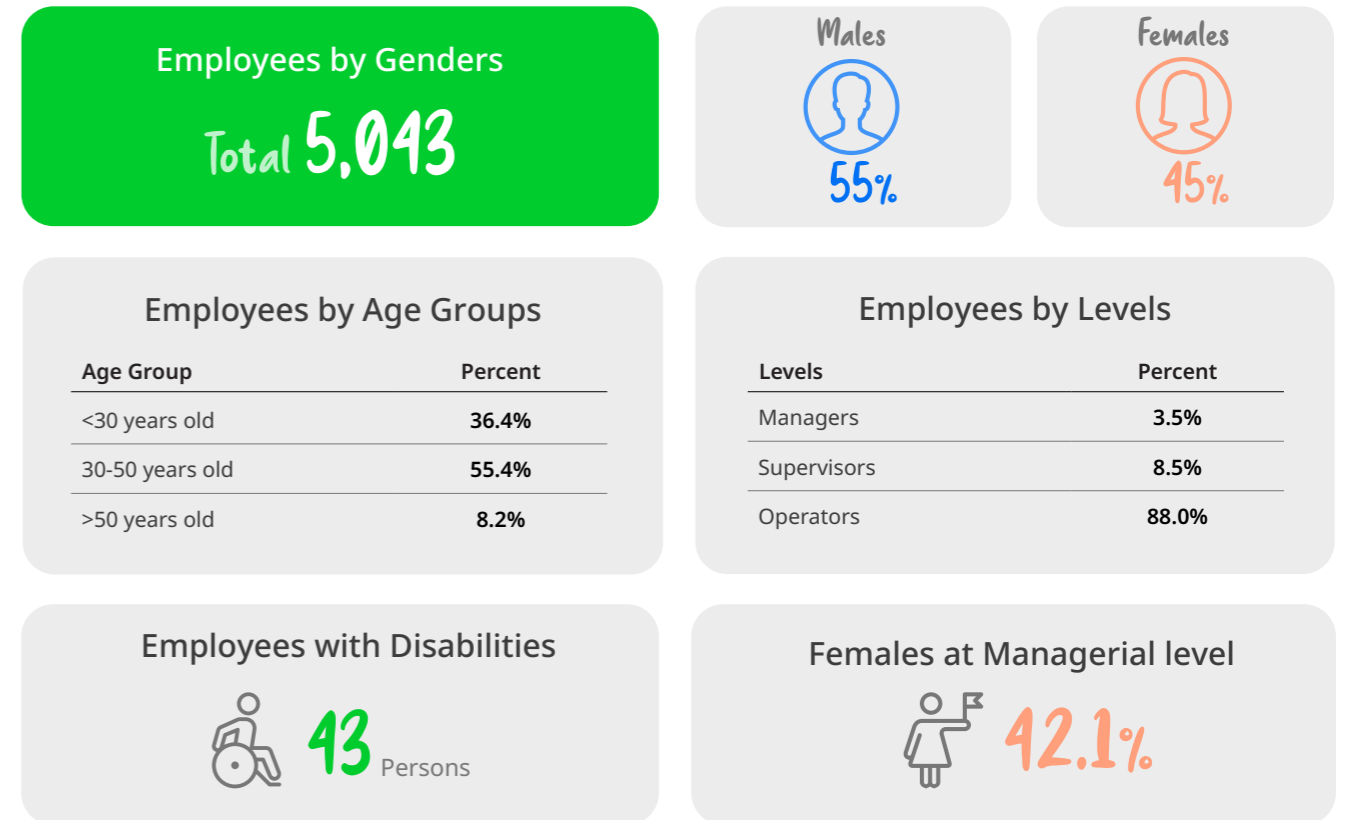 Employees by Genders
Total 5,043
Males
55%
Females
45%
Employees by Age Groups
Age Group Percent
<30 years old 36.4%
30-50 years old 55.4%
>50 years old 8.2%
Employees by Levels
Levels Percent
Managers 3.5%
Supervisors 8.5%
Operators 88.0%
Employees with Disabilities
43 Persons
Females at Managerial level
42.1%